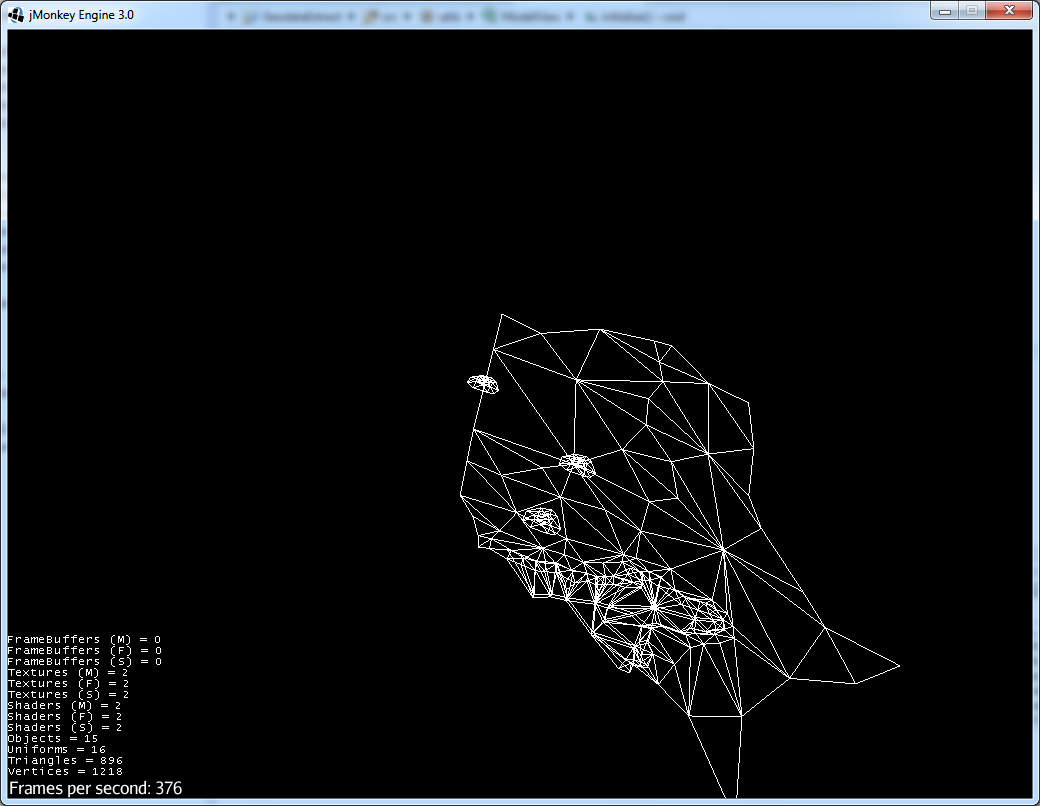 jMonkey Engine 3.0
FrameBuffers (M) = 0
FrameBuffers (F) = 0
FrameBuffers (S) = 0
Textures (M) = 2
Textures (F) = 2
Textures (S) = 2
Shaders (M) = 2
Shaders (F) = 2
Shaders (S) = 2
Objects = 15
Uniforms = 16
Triangles = 896
Vertices = 1218
Frames per second: 376